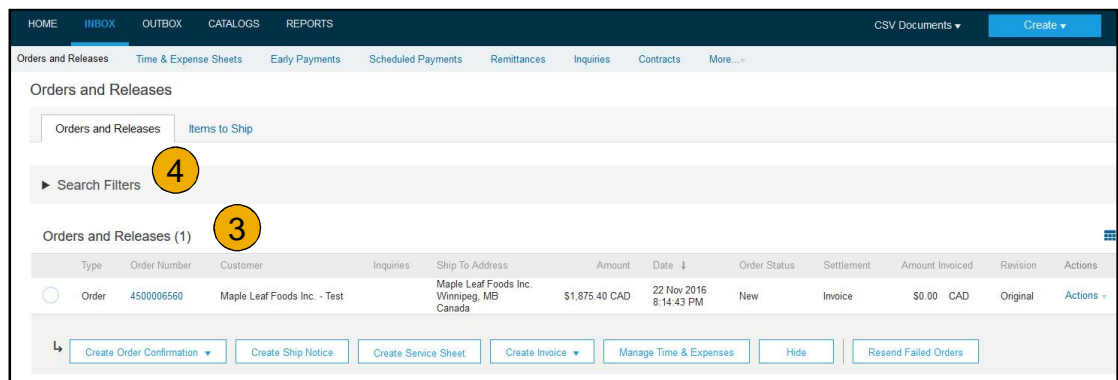 HOME INBOX OUTBOX CATALOGS REPORTS CSV Documents ▾ Create ▾
Orders and Releases Time & Expense Sheets Early Payments Scheduled Payments Remittances Inquiries Contracts More...
Orders and Releases
Orders and Releases Items to Ship
4
► Search Filters
3
Orders and Releases (1)
Type Order Number Customer Inquiries Ship To Address Amount Date ↓ Order Status Settlement Amount Invoiced Revision Actions
Maple Leaf Foods Inc.
Order 4500006560 Maple Leaf Foods Inc. - Test Winnipeg, MB $1,875.40 CAD 22 Nov 2016 New Invoice $0.00 CAD Original Actions
Canada 8:14:43 PM
Create Order Confirmation ▾ Create Ship Notice Create Service Sheet Create Invoice ▾ Manage Time & Expenses Hide Resend Failed Orders